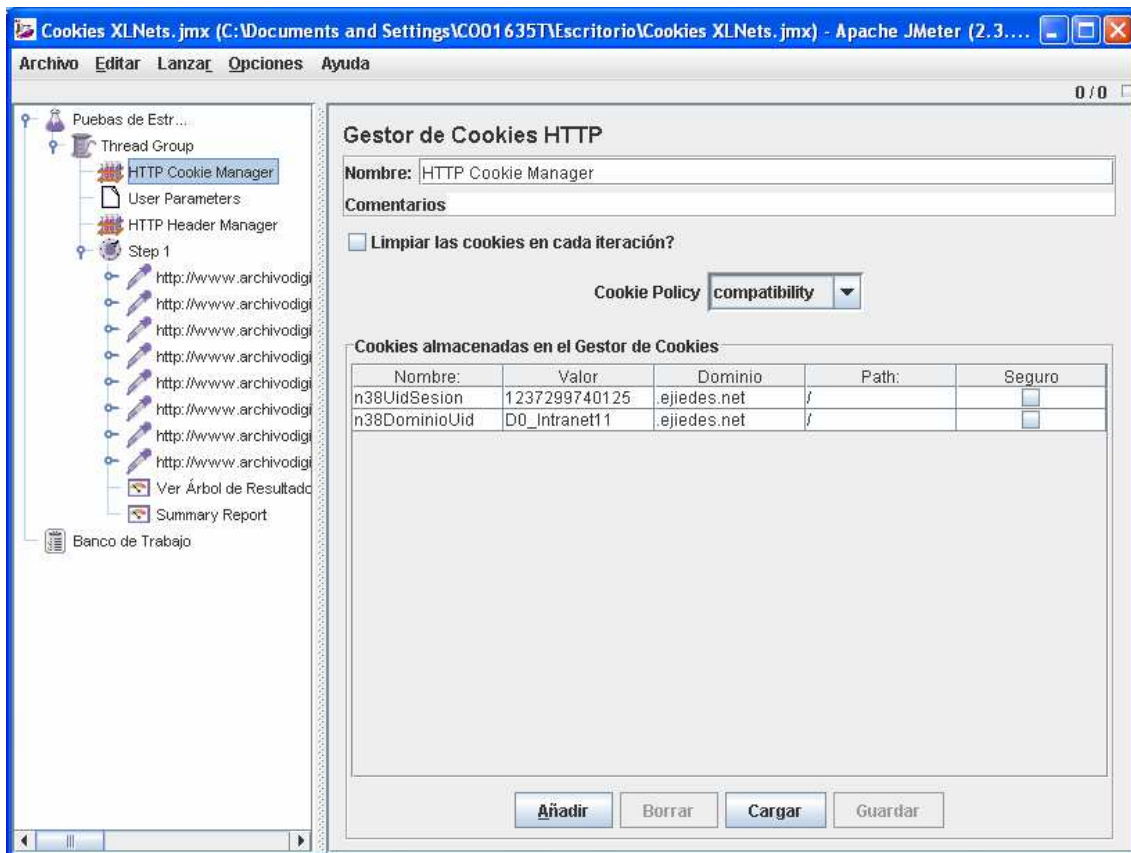 Cookies XLNets.jmx (C:\Documents and Settings\CO01635T\Escritorio\Cookies XLNets.jmx) - Apache JMeter (2.3....
Archivo Editar Lanzar Opciones Ayuda
0 / 0
Puebas de Estr...
Thread Group
HTTP Cookie Manager
User Parameters
HTTP Header Manager
Step 1
http://www.archivodigi
http://www.archivodigi
http://www.archivodigi
http://www.archivodigi
http://www.archivodigi
http://www.archivodigi
http://www.archivodigi
http://www.archivodigi
Ver Árbol de Resultado
Summary Report
Banco de Trabajo
Gestor de Cookies HTTP
Nombre: HTTP Cookie Manager
Comentarios
Limpiar las cookies en cada iteración?
Cookie Policy compatibility
Cookies almacenadas en el Gestor de Cookies
Nombre: Valor Dominio Path: Seguro
n38UidSesion 1237299740125 .ejiedes.net /
n38DominioUid D0_Intranet11 .ejiedes.net /
Añadir Borrar Cargar Guardar